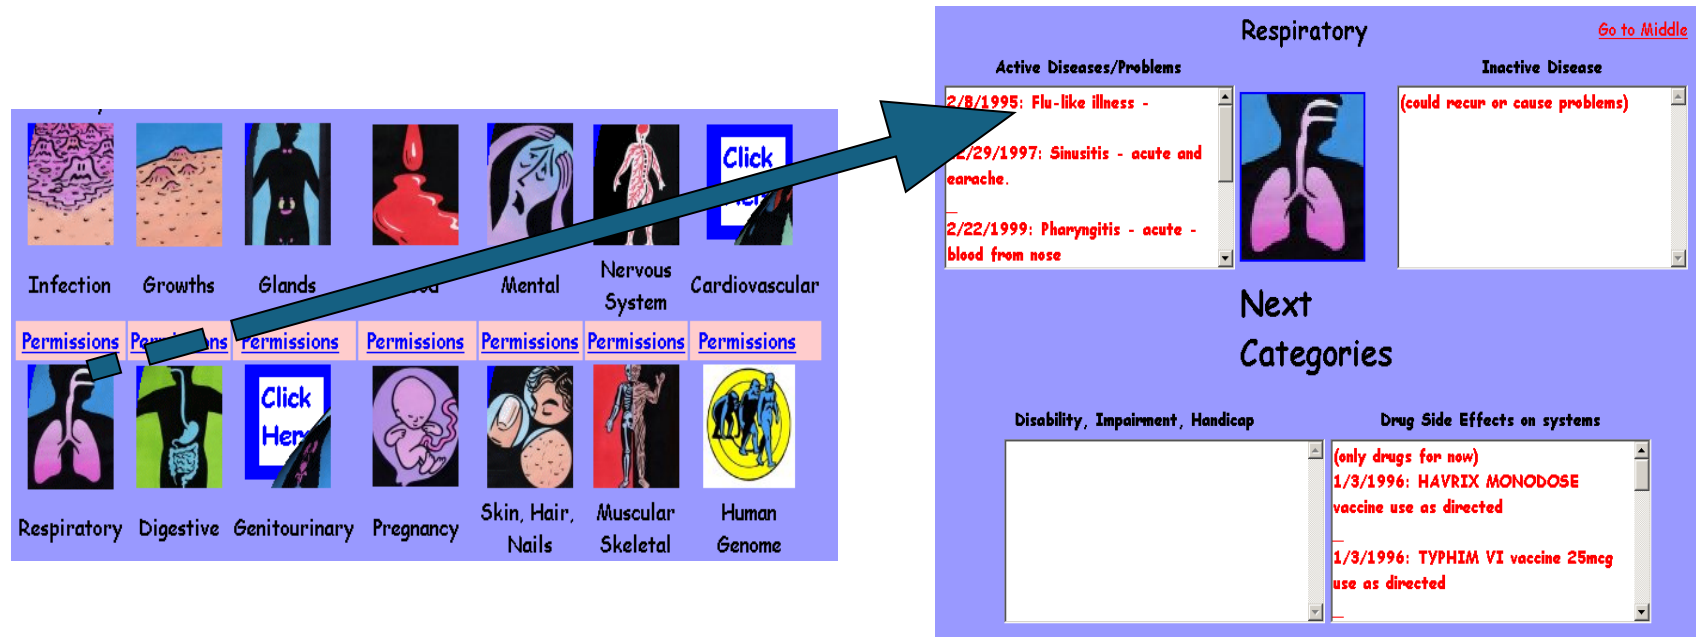 Click
Infection
Growths
Glands
Mental
Nervous
System
Cardiovascular
Permissions
Permissions
Permissions
Permissions
Permissions
Permissions
Click
Her
Respiratory
Digestive
Genitourinary
Pregnancy
Skin, Hair,
Nails
Muscular
Skeletal
Human
Genome
Respiratory
Go to Middle
Active Diseases/Problems
2/8/1995: Flu-like illness -
/29/1997: Sinusitis - acute and
earache.
2/22/1999: Pharyngitis - acute -
blood from nose
Inactive Disease
(could recur or cause problems)
Next
Categories
Disability, Impairment, Handicap
Drug Side Effects on systems
(only drugs for now)
1/3/1996: HAVRIX MONODOSE
vaccine use as directed
1/3/1996: TYPHIM VI vaccine 25mcg
use as directed